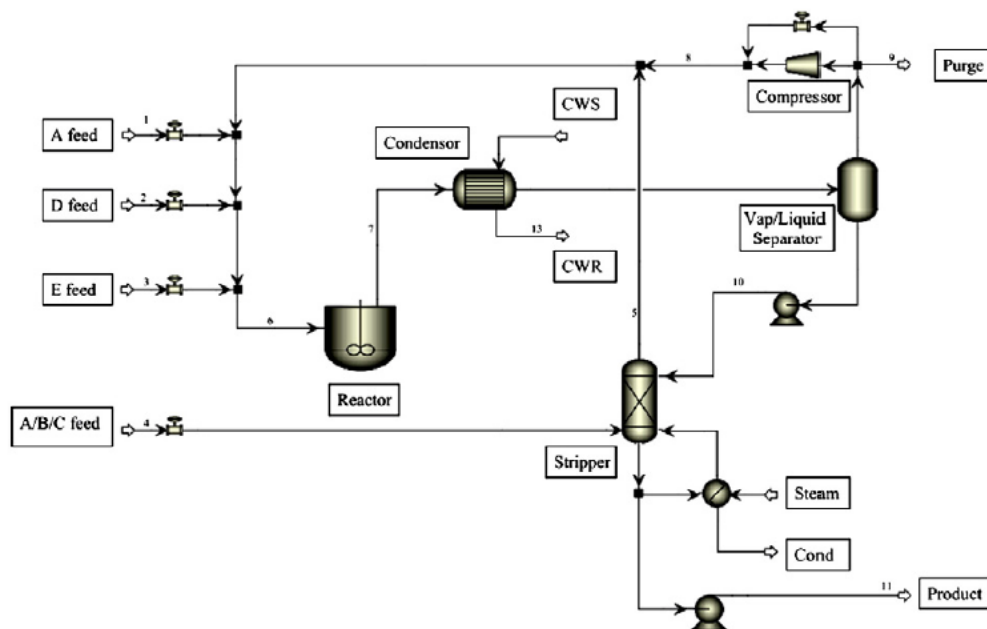 8
9
Purge
Compressor
1
A feed
CWS
Condensor
2
D feed
7
13
Vap/Liquid
Separator
CWR
3
E feed
10
6
5
Reactor
A/B/C feed
4
Stripper
Steam
Cond
11
Product